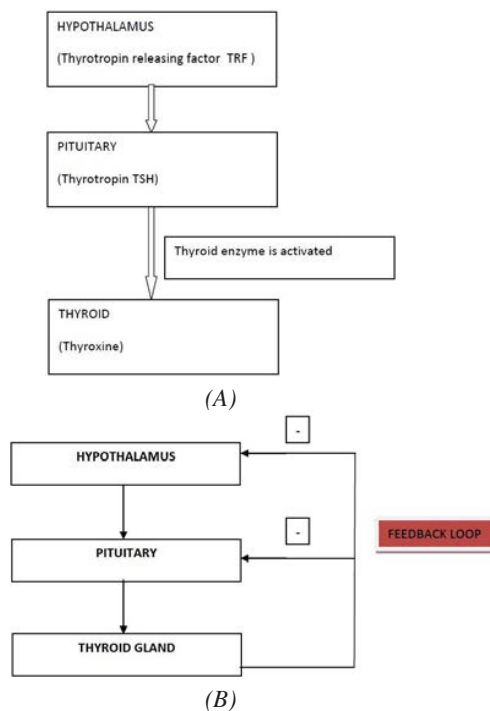 HYPOTHALAMUS
(Thyrotropin releasing factor TRF )
PITUITARY
(Thyrotropin TSH)
Thyroid enzyme is activated
THYROID
(Thyroxine)
(A)
-
HYPOTHALAMUS
-
FEEDBACK LOOP
PITUITARY
THYROID GLAND
(B)